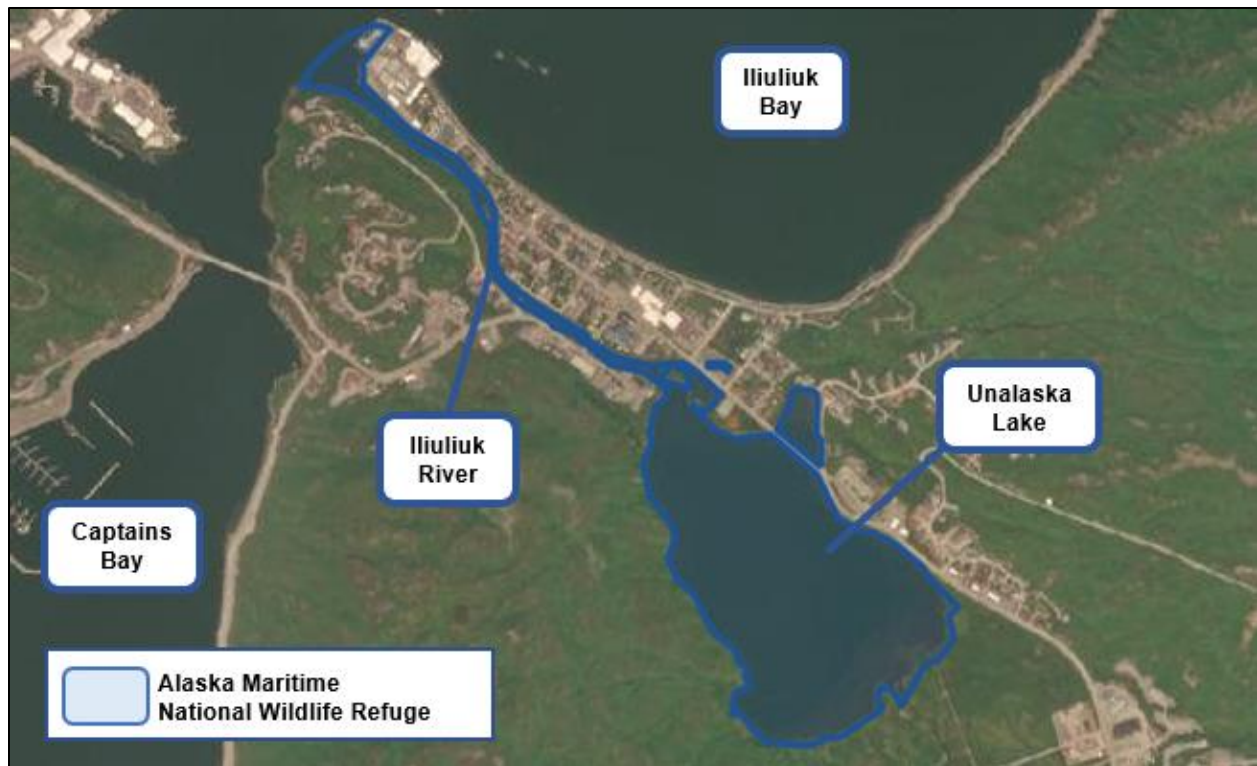 Iliuliuk
Bay
Unalaska
Lake
Iliuliuk
River
Captains
Bay
Alaska Maritime
National Wildlife Refuge